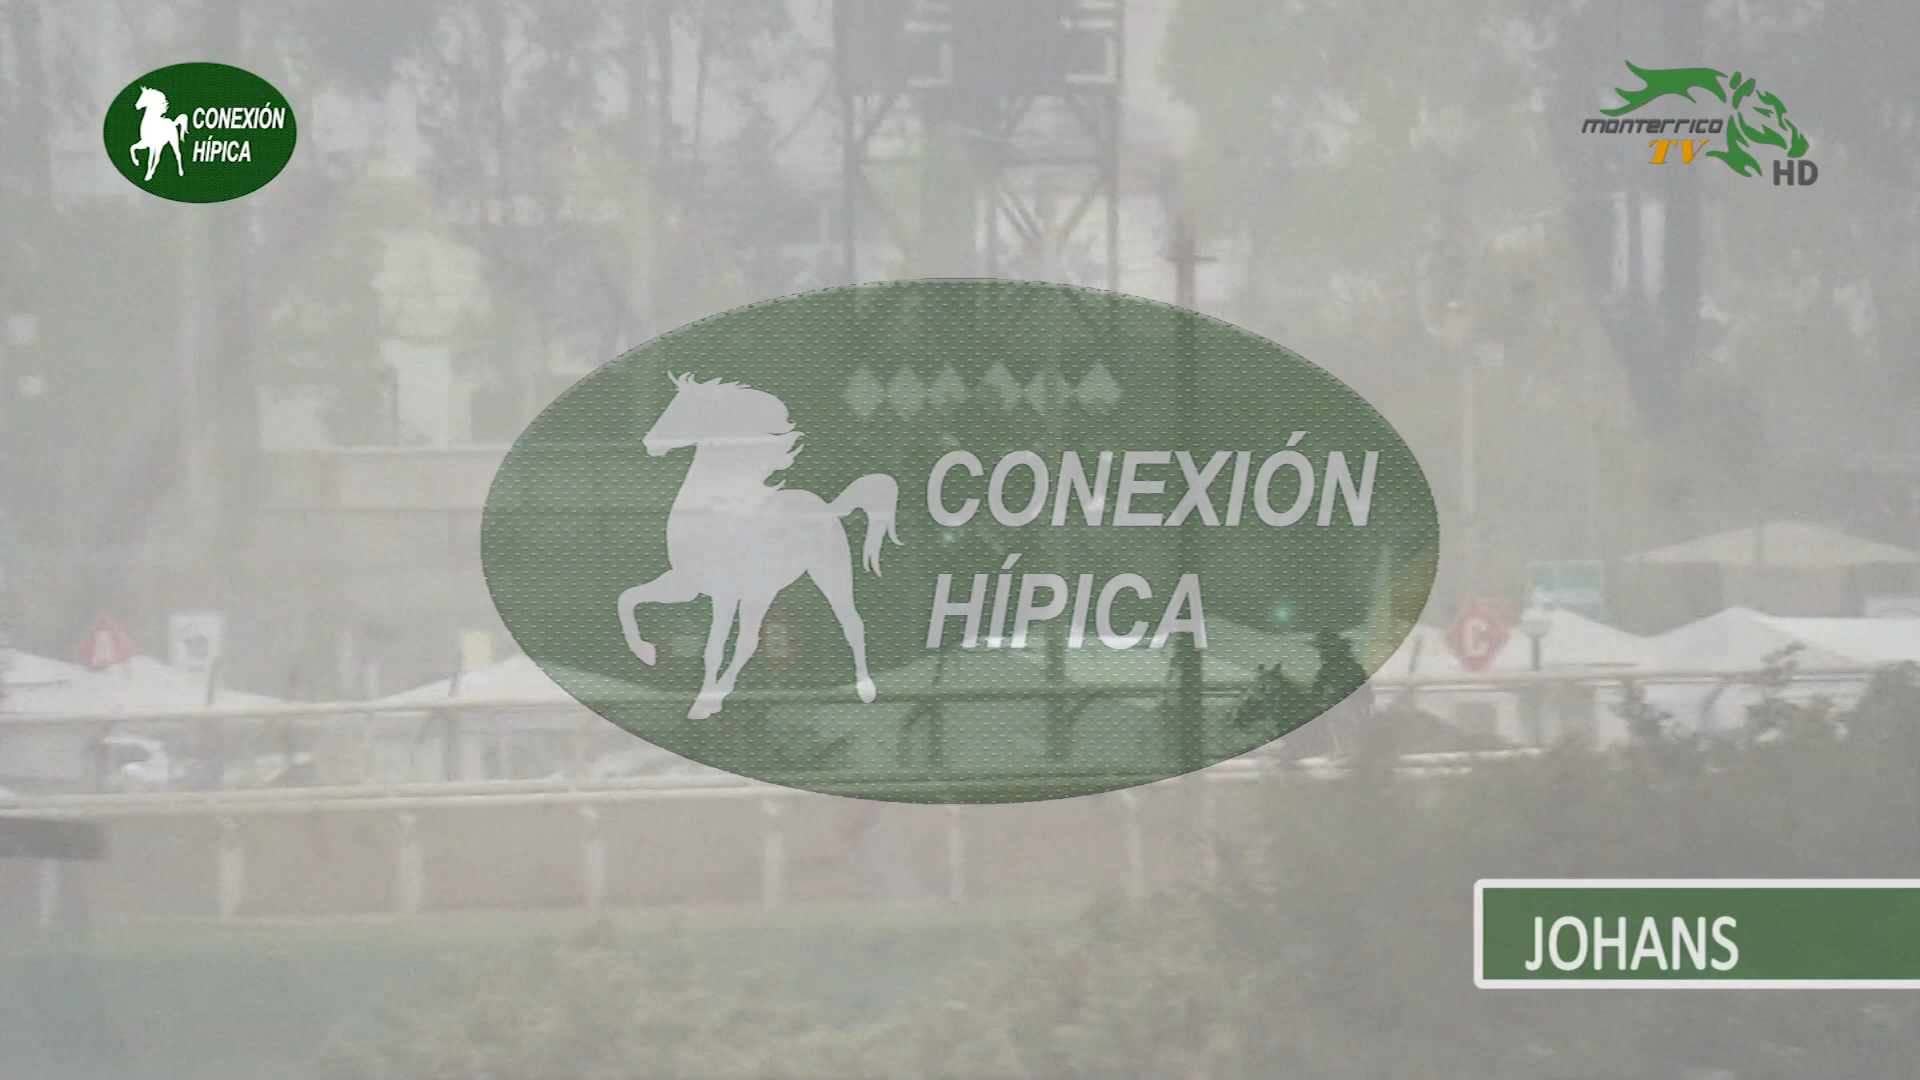 CONEXIÓN
HÍPICA
monterrico
TV
HD
CONEXIÓN
HÍPICA
A
C
JOHANS